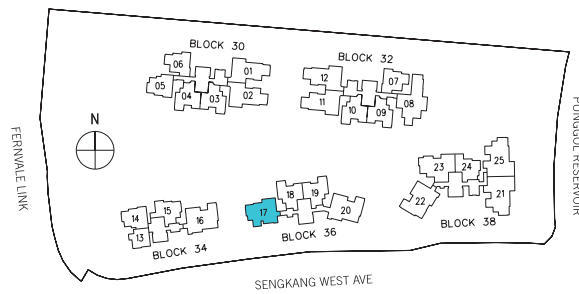 BLOCK 30
BLOCK 32
06
01
05
04
03
02
12
07
11
10
09
08
FERNVALE LINK
N
PUNGGOL RESERVOIR
23
24
25
22
21
BLOCK 38
18
19
17
20
BLOCK 36
14
15
16
13
BLOCK 34
SENGKANG WEST AVE